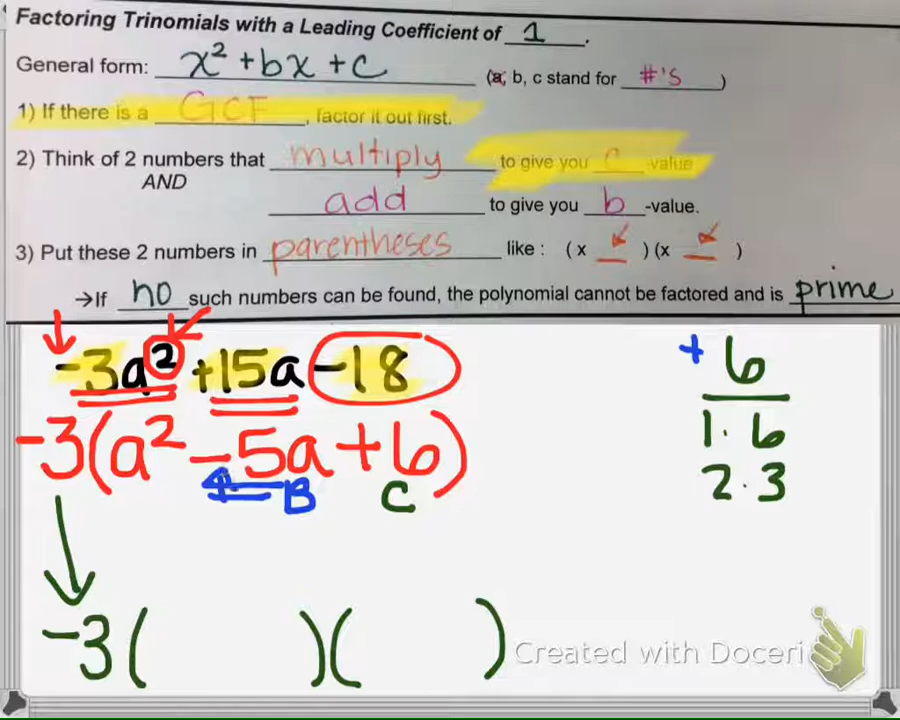 Factoring Trinomials with a Leading Coefficient of 1.
General form: x² + bx + c (a, b, c stand for #'s)
1) If there is a GCF, factor it out first.
2) Think of 2 numbers that multiply to give you c -value
AND
add to give you b -value.
3) Put these 2 numbers in parentheses like : (x __ )(x __ )
→If no such numbers can be found, the polynomial cannot be factored and is prime
-3a² +15a -18
-3(a² -5a +6)
B C
+6
1·6
2·3
-3( )( )
Created with Doceri